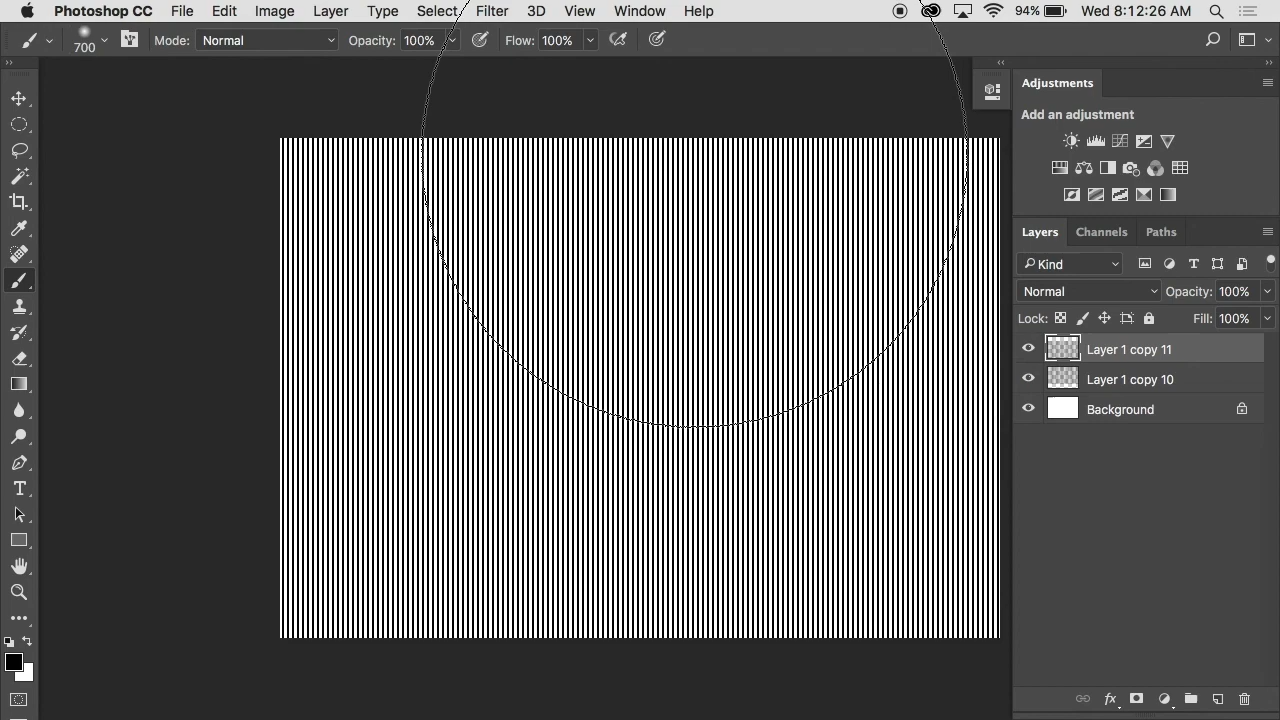 Photoshop CC File Edit Image Layer Type Select Filter 3D View Window Help 94% Wed 8:12:26 AM
700 Mode: Normal Opacity: 100% Flow: 100%
Adjustments
Add an adjustment
Layers Channels Paths
Kind
Normal Opacity: 100%
Lock: Fill: 100%
Layer 1 copy 11
Layer 1 copy 10
Background